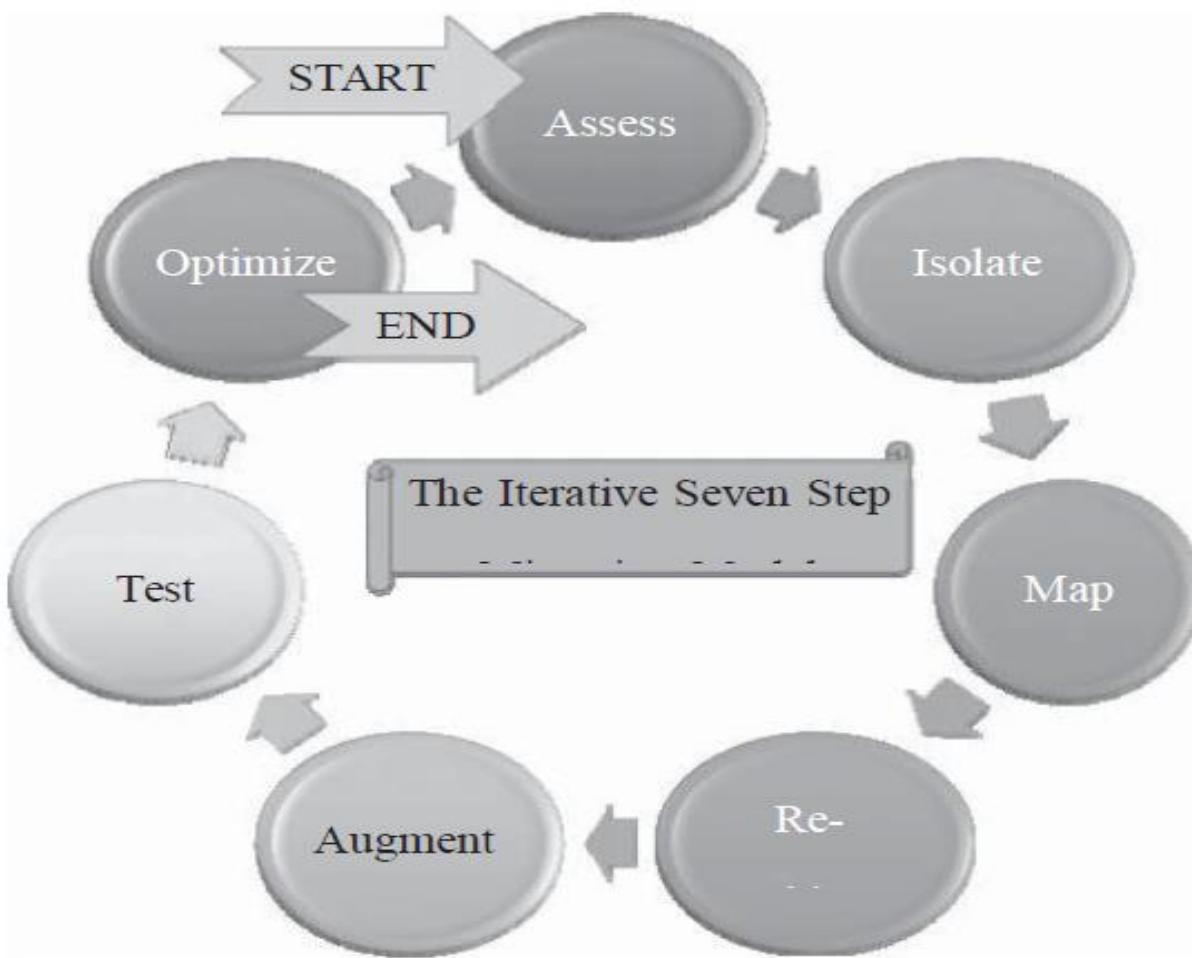 START
Assess
Isolate
Optimize
END
The Iterative Seven Step
Map
Test
Re-
Augment